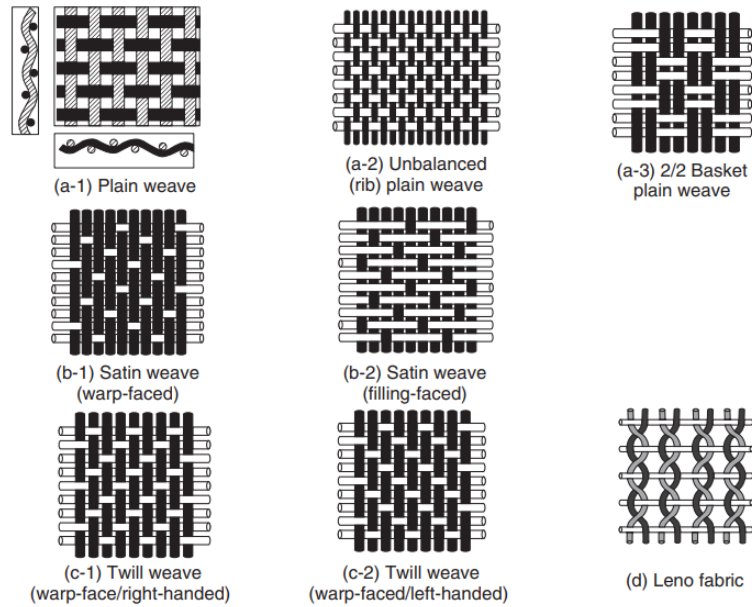 (a-1) Plain weave
(a-2) Unbalanced
(rib) plain weave
(a-3) 2/2 Basket
plain weave
(b-1) Satin weave
(warp-faced)
(b-2) Satin weave
(filling-faced)
(c-1) Twill weave
(warp-face/right-handed)
(c-2) Twill weave
(warp-faced/left-handed)
(d) Leno fabric